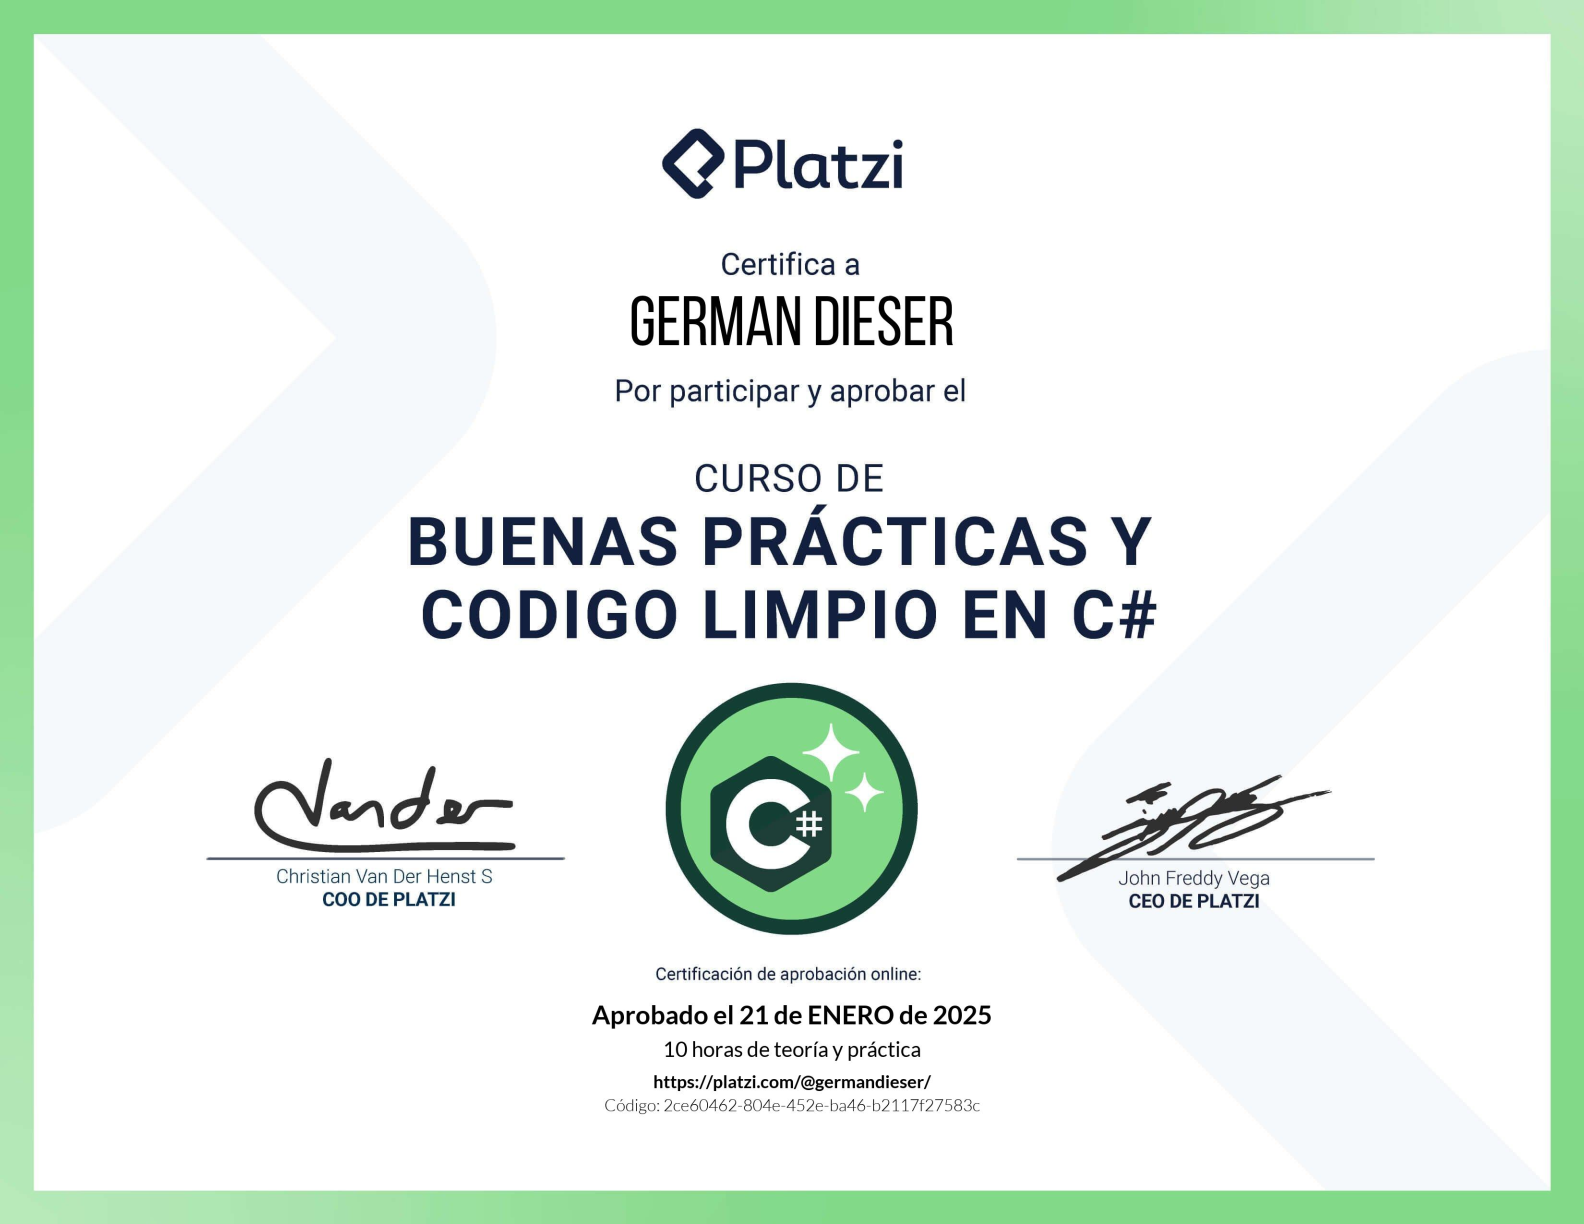 Platzi
Certifica a
GERMAN DIESER
Por participar y aprobar el
CURSO DE
BUENAS PRÁCTICAS Y
CODIGO LIMPIO EN C#
C#
Vander
Christian Van Der Henst S
COO DE PLATZI
John Freddy Vega
CEO DE PLATZI
Certificación de aprobación online:
Aprobado el 21 de ENERO de 2025
10 horas de teoría y práctica
https://platzi.com/@germandieser/
Código: 2ce60462-804e-452e-ba46-b2117f27583c